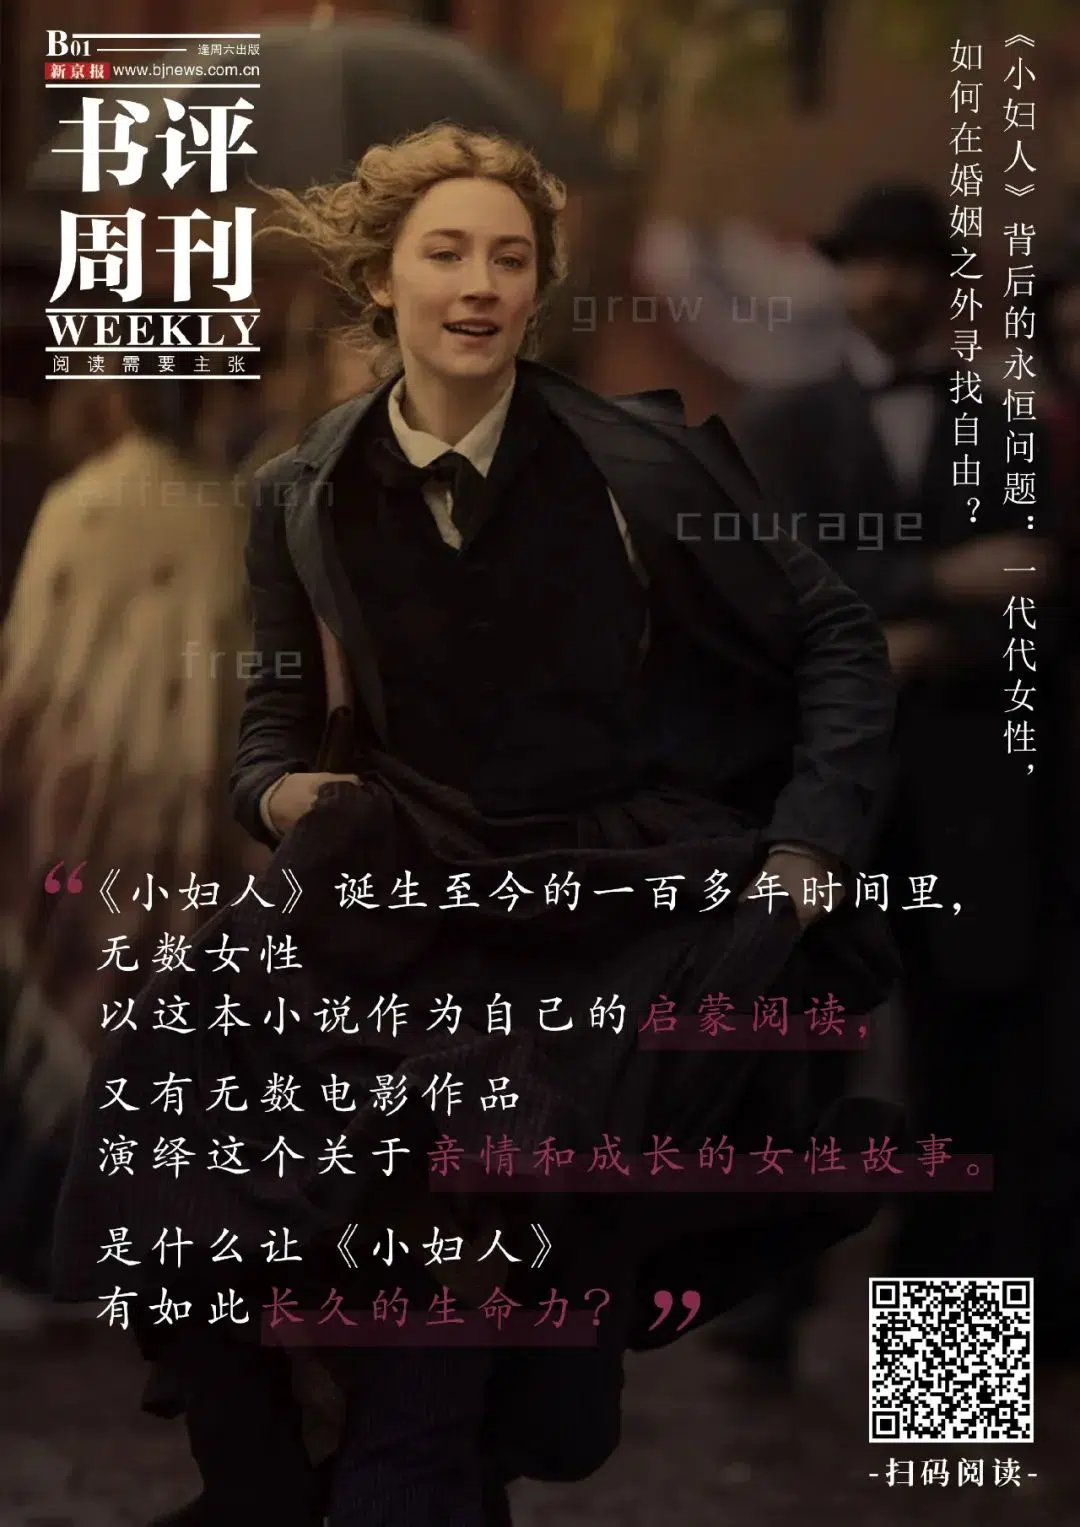 B01
逢周六出版
新京报 www.bjnews.com.cn
书评
周刊
WEEKLY
阅读需要主张
《小妇人》背后的永恒问题：一代代女性，
如何在婚姻之外寻找自由？
grow up
affection
courage
free
“《小妇人》诞生至今的一百多年时间里，
无数女性
以这本小说作为自己的启蒙阅读，
又有无数电影作品
演绎这个关于亲情和成长的女性故事。
是什么让《小妇人》
有如此长久的生命力？”
-扫码阅读-